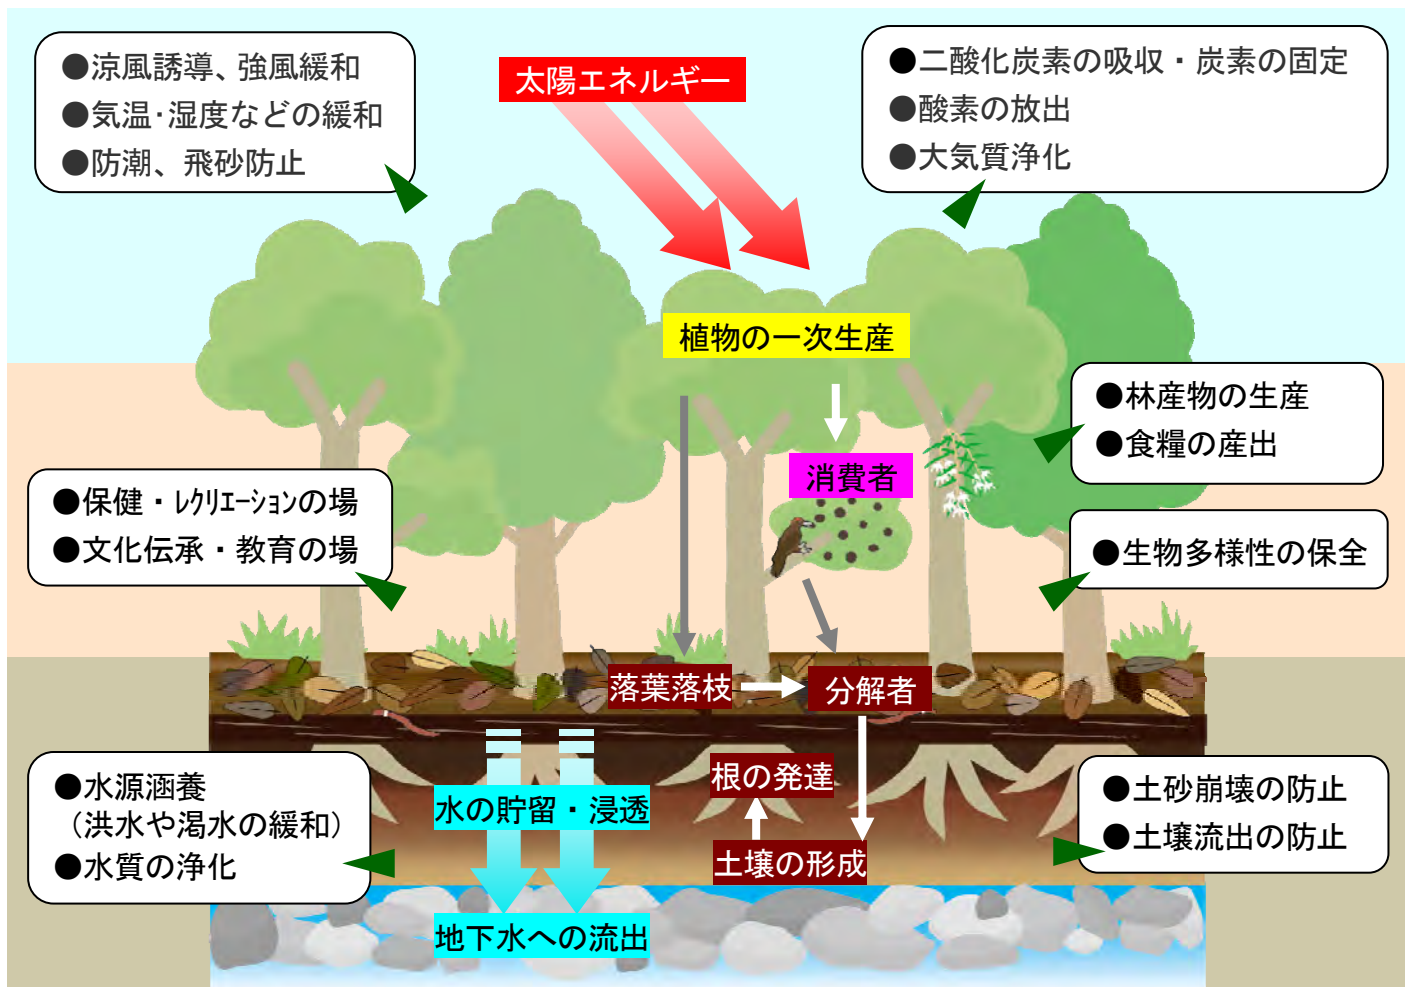 ●涼風誘導、強風緩和
●気温･湿度などの緩和
●防潮、飛砂防止
太陽エネルギー
●二酸化炭素の吸収・炭素の固定
●酸素の放出
●大気質浄化
植物の一次生産
●林産物の生産
●食糧の産出
消費者
●保健・ﾚｸﾘｴｰｼｮﾝの場
●文化伝承・教育の場
●生物多様性の保全
落葉落枝
分解者
●水源涵養
（洪水や渇水の緩和）
●水質の浄化
水の貯留・浸透
根の発達
土壌の形成
●土砂崩壊の防止
●土壌流出の防止
地下水への流出